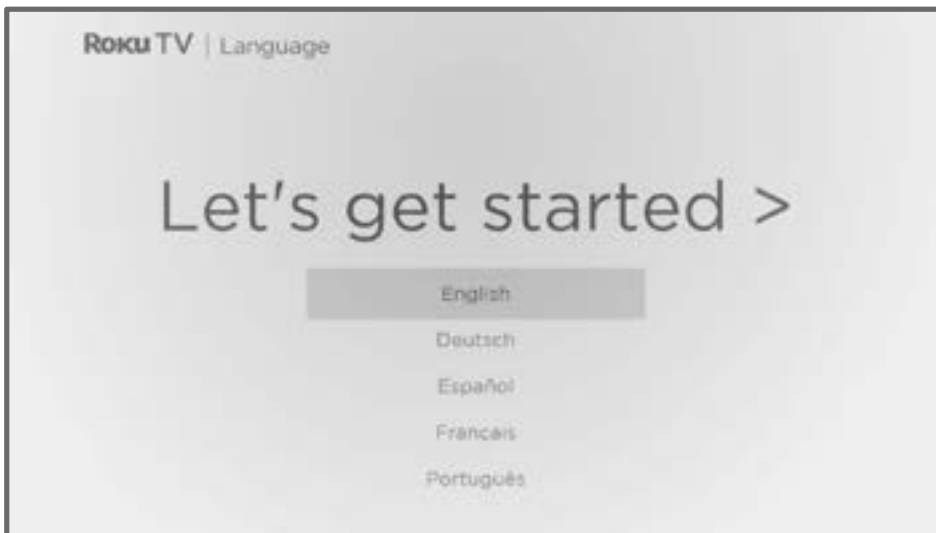 Roku TV | Language
Let's get started >
English
Deutsch
Español
Francais
Português